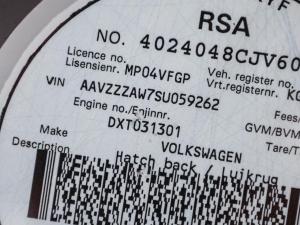 RSA
NO. 4024048CJV60
Licence no. Veh. register no.
Lisensienr. MP04VFGP Vrt.registernr.
VIN AAVZZZAW7SU059262 Fees/
Engine no./Enjinnr. GVM/BVM
DXT031301 Tare/T
Make VOLKSWAGEN
Description Hatch back / Luikrug